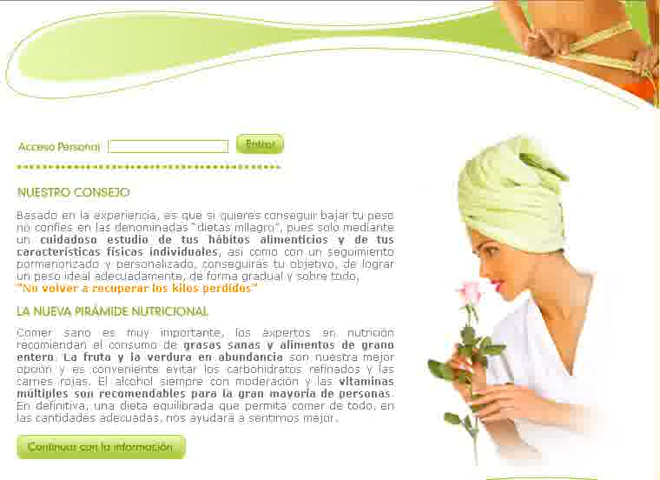 Acceso Personal
Entrar
NUESTRO CONSEJO
Basado en la experiencia, es que si quieres conseguir bajar tu peso
no confies en las denominadas "dietas milagro", pues solo mediante
un cuidadoso estudio de tus hábitos alimenticios y de tus
características físicas individuales, asi como con un seguimiento
pormenorizado y personalizado, conseguirás tu objetivo, de lograr
un peso ideal adecuadamente, de forma gradual y sobre todo,
"No volver a recuperar los kilos perdidos"
LA NUEVA PIRÁMIDE NUTRICIONAL
Comer sano es muy importante, los expertos en nutrición
recomiendan el consumo de grasas sanas y alimentos de grano
entero. La fruta y la verdura en abundancia son nuestra mejor
opción y es conveniente evitar los carbohidratos refinados y las
carnes rojas. El alcohol siempre con moderación y las vitaminas
múltiples son recomendables para la gran mayoría de personas.
En definitiva, una dieta equilibrada que permita comer de todo, en
las cantidades adecuadas, nos ayudará a sentirnos mejor.
Continuar con la información